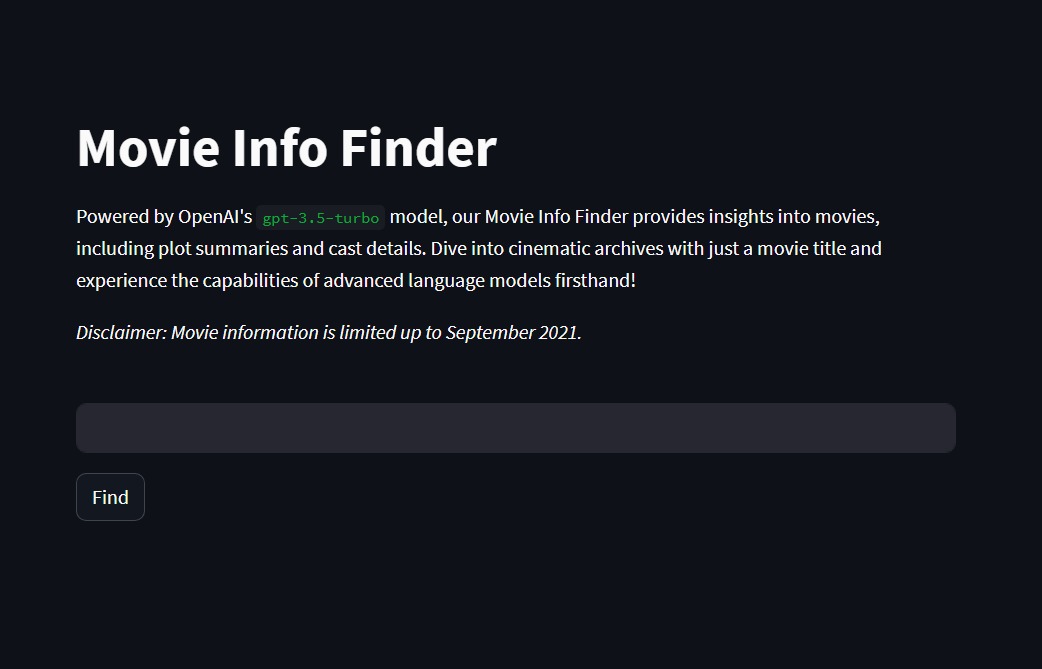 Movie Info Finder
Powered by OpenAI's gpt-3.5-turbo model, our Movie Info Finder provides insights into movies,
including plot summaries and cast details. Dive into cinematic archives with just a movie title and
experience the capabilities of advanced language models firsthand!
Disclaimer: Movie information is limited up to September 2021.
Find